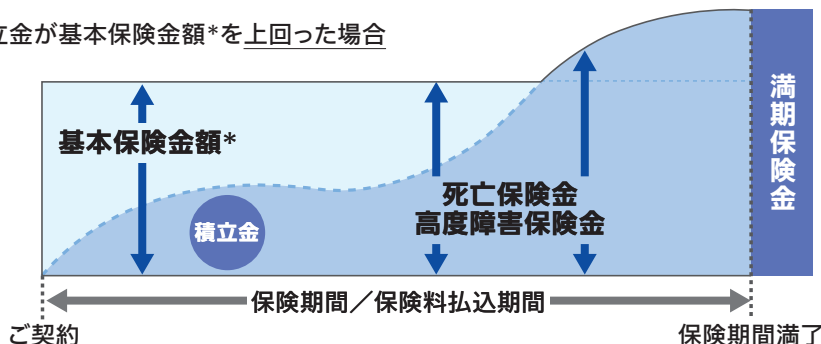 立金が基本保険金額*を上回った場合
基本保険金額*
積立金
死亡保険金
高度障害保険金
満期保険金
保険期間/保険料払込期間
ご契約
保険期間満了